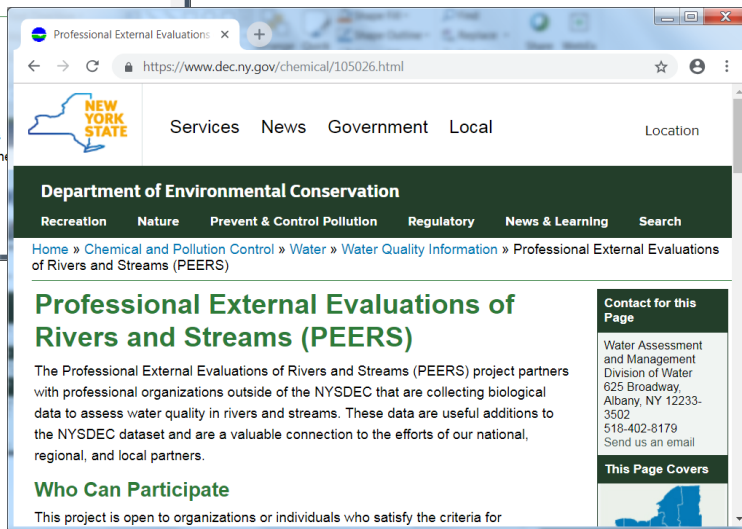 Professional External Evaluations
https://www.dec.ny.gov/chemical/105026.html
NEW
YORK
STATE
Services News Government Local
Location
Department of Environmental Conservation
Recreation Nature Prevent & Control Pollution Regulatory News & Learning Search
Home » Chemical and Pollution Control » Water » Water Quality Information » Professional External Evaluations
of Rivers and Streams (PEERS)
Professional External Evaluations of
Rivers and Streams (PEERS)
The Professional External Evaluations of Rivers and Streams (PEERS) project partners
with professional organizations outside of the NYSDEC that are collecting biological
data to assess water quality in rivers and streams. These data are useful additions to
the NYSDEC dataset and are a valuable connection to the efforts of our national,
regional, and local partners.
Who Can Participate
This project is open to organizations or individuals who satisfy the criteria for
Contact for this
Page
Water Assessment
and Management
Division of Water
625 Broadway,
Albany, NY 12233-
3502
518-402-8179
Send us an email
This Page Covers